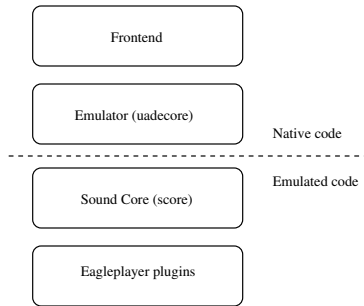 Frontend
Emulator (uadecore)
Native code
Emulated code
Sound Core (score)
Eagleplayer plugins